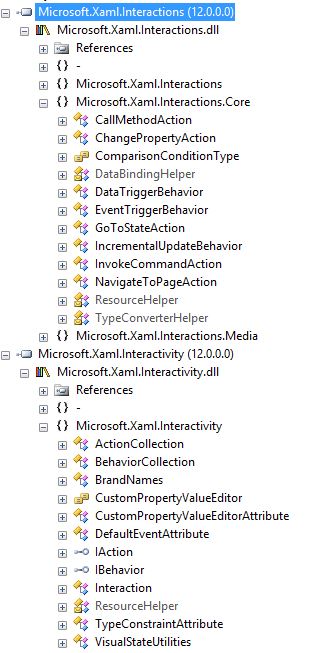 Microsoft.Xaml.Interactions (12.0.0.0)
Microsoft.Xaml.Interactions.dll
References
{} -
{} Microsoft.Xaml.Interactions
{} Microsoft.Xaml.Interactions.Core
CallMethodAction
ChangePropertyAction
ComparisonConditionType
DataBindingHelper
DataTriggerBehavior
EventTriggerBehavior
GoToStateAction
IncrementalUpdateBehavior
InvokeCommandAction
NavigateToPageAction
ResourceHelper
TypeConverterHelper
{} Microsoft.Xaml.Interactions.Media
Microsoft.Xaml.Interactivity (12.0.0.0)
Microsoft.Xaml.Interactivity.dll
References
{} -
{} Microsoft.Xaml.Interactivity
ActionCollection
BehaviorCollection
BrandNames
CustomPropertyValueEditor
CustomPropertyValueEditorAttribute
DefaultEventAttribute
IAction
IBehavior
Interaction
ResourceHelper
TypeConstraintAttribute
VisualStateUtilities